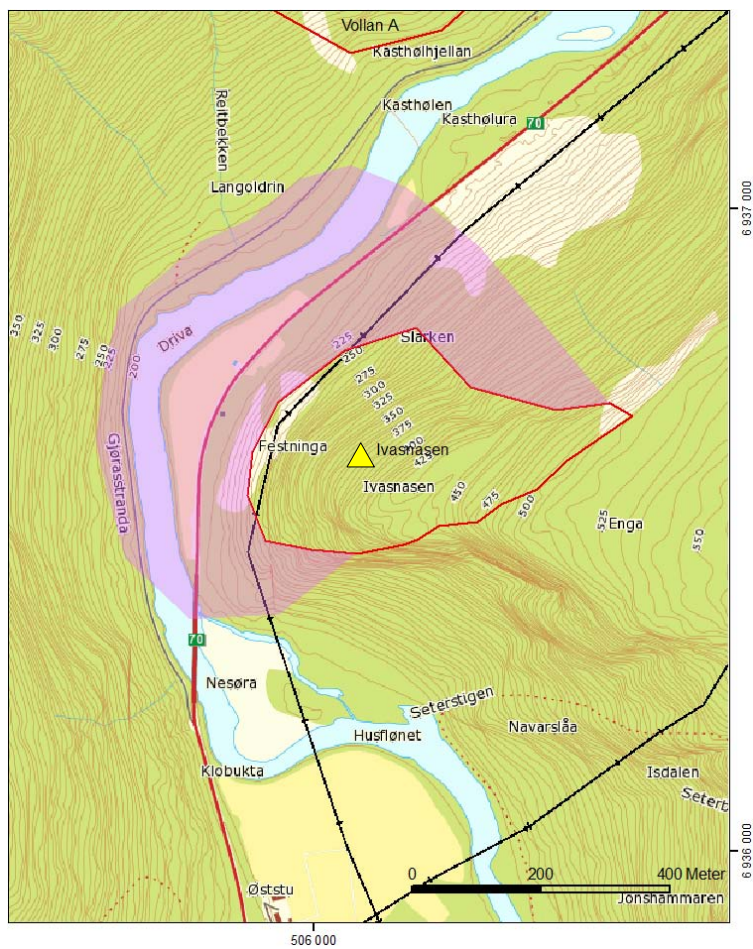 Vollan A
Kasthølhjellan
Kasthølen
Kasthølura
70
Reitbekken
Langoldrin
6 937 000
350
325
300
275
250
225
200
Driva
225
Slarken
250
275
300
325
350
375
400
425
Festninga
Ivasnasen
Ivasnasen
450
475
500
525
Enga
550
Gjørasstranda
70
Nesøra
Seterstigen
Husflønet
Navarslåa
Klobukta
Isdalen
Seterb
6 936 000
0 200 400 Meter
Øststu
Jonshammaren
506 000